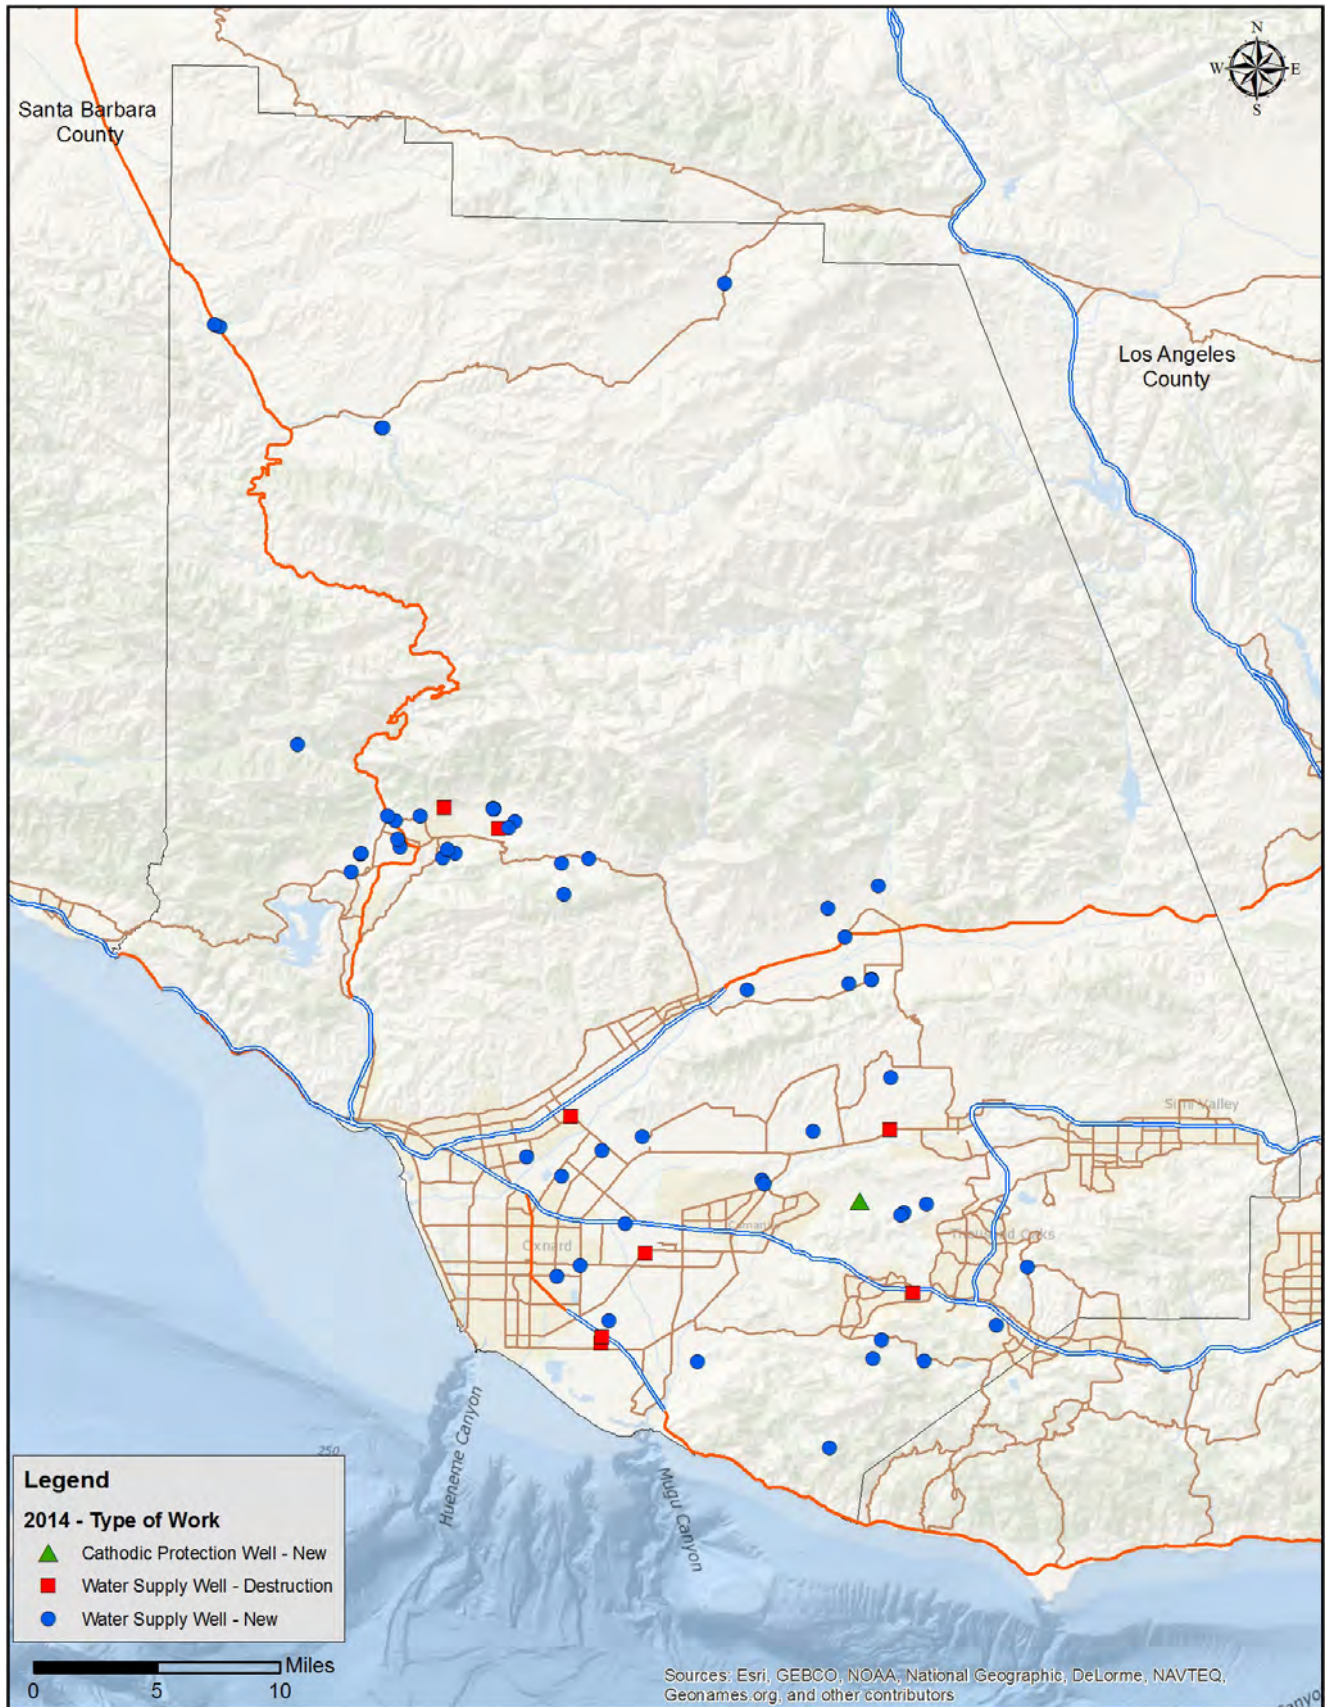 N
W E
S
Santa Barbara
County
Los Angeles
County
Simi Valley
Camarillo
Thousand Oaks
Oxnard
250
Hueneme Canyon
Mugu Canyon
Legend
2014 - Type of Work
Cathodic Protection Well - New
Water Supply Well - Destruction
Water Supply Well - New
Miles
0 5 10
Sources: Esri, GEBCO, NOAA, National Geographic, DeLorme, NAVTEQ,
Geonames.org, and other contributors